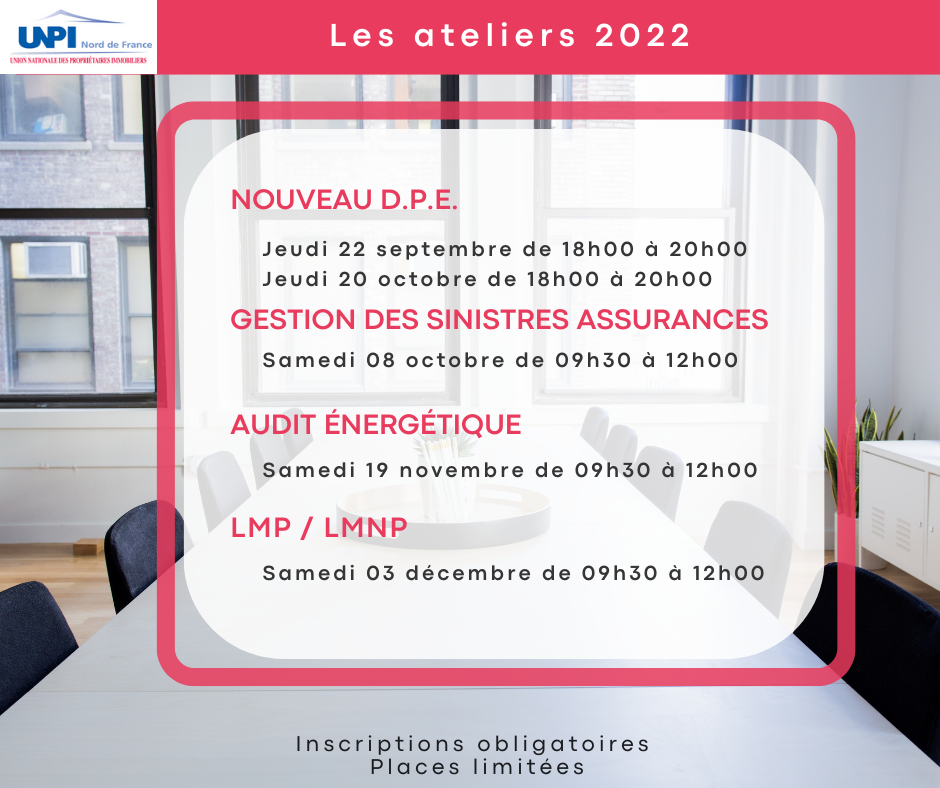 UNPI Nord de France
UNION NATIONALE DES PROPRIÉTAIRES IMMOBILIERS
Les ateliers 2022
NOUVEAU D.P.E.
Jeudi 22 septembre de 18h00 à 20h00
Jeudi 20 octobre de 18h00 à 20h00
GESTION DES SINISTRES ASSURANCES
Samedi 08 octobre de 09h30 à 12h00
AUDIT ÉNERGÉTIQUE
Samedi 19 novembre de 09h30 à 12h00
LMP / LMNP
Samedi 03 décembre de 09h30 à 12h00
Inscriptions obligatoires
Places limitées